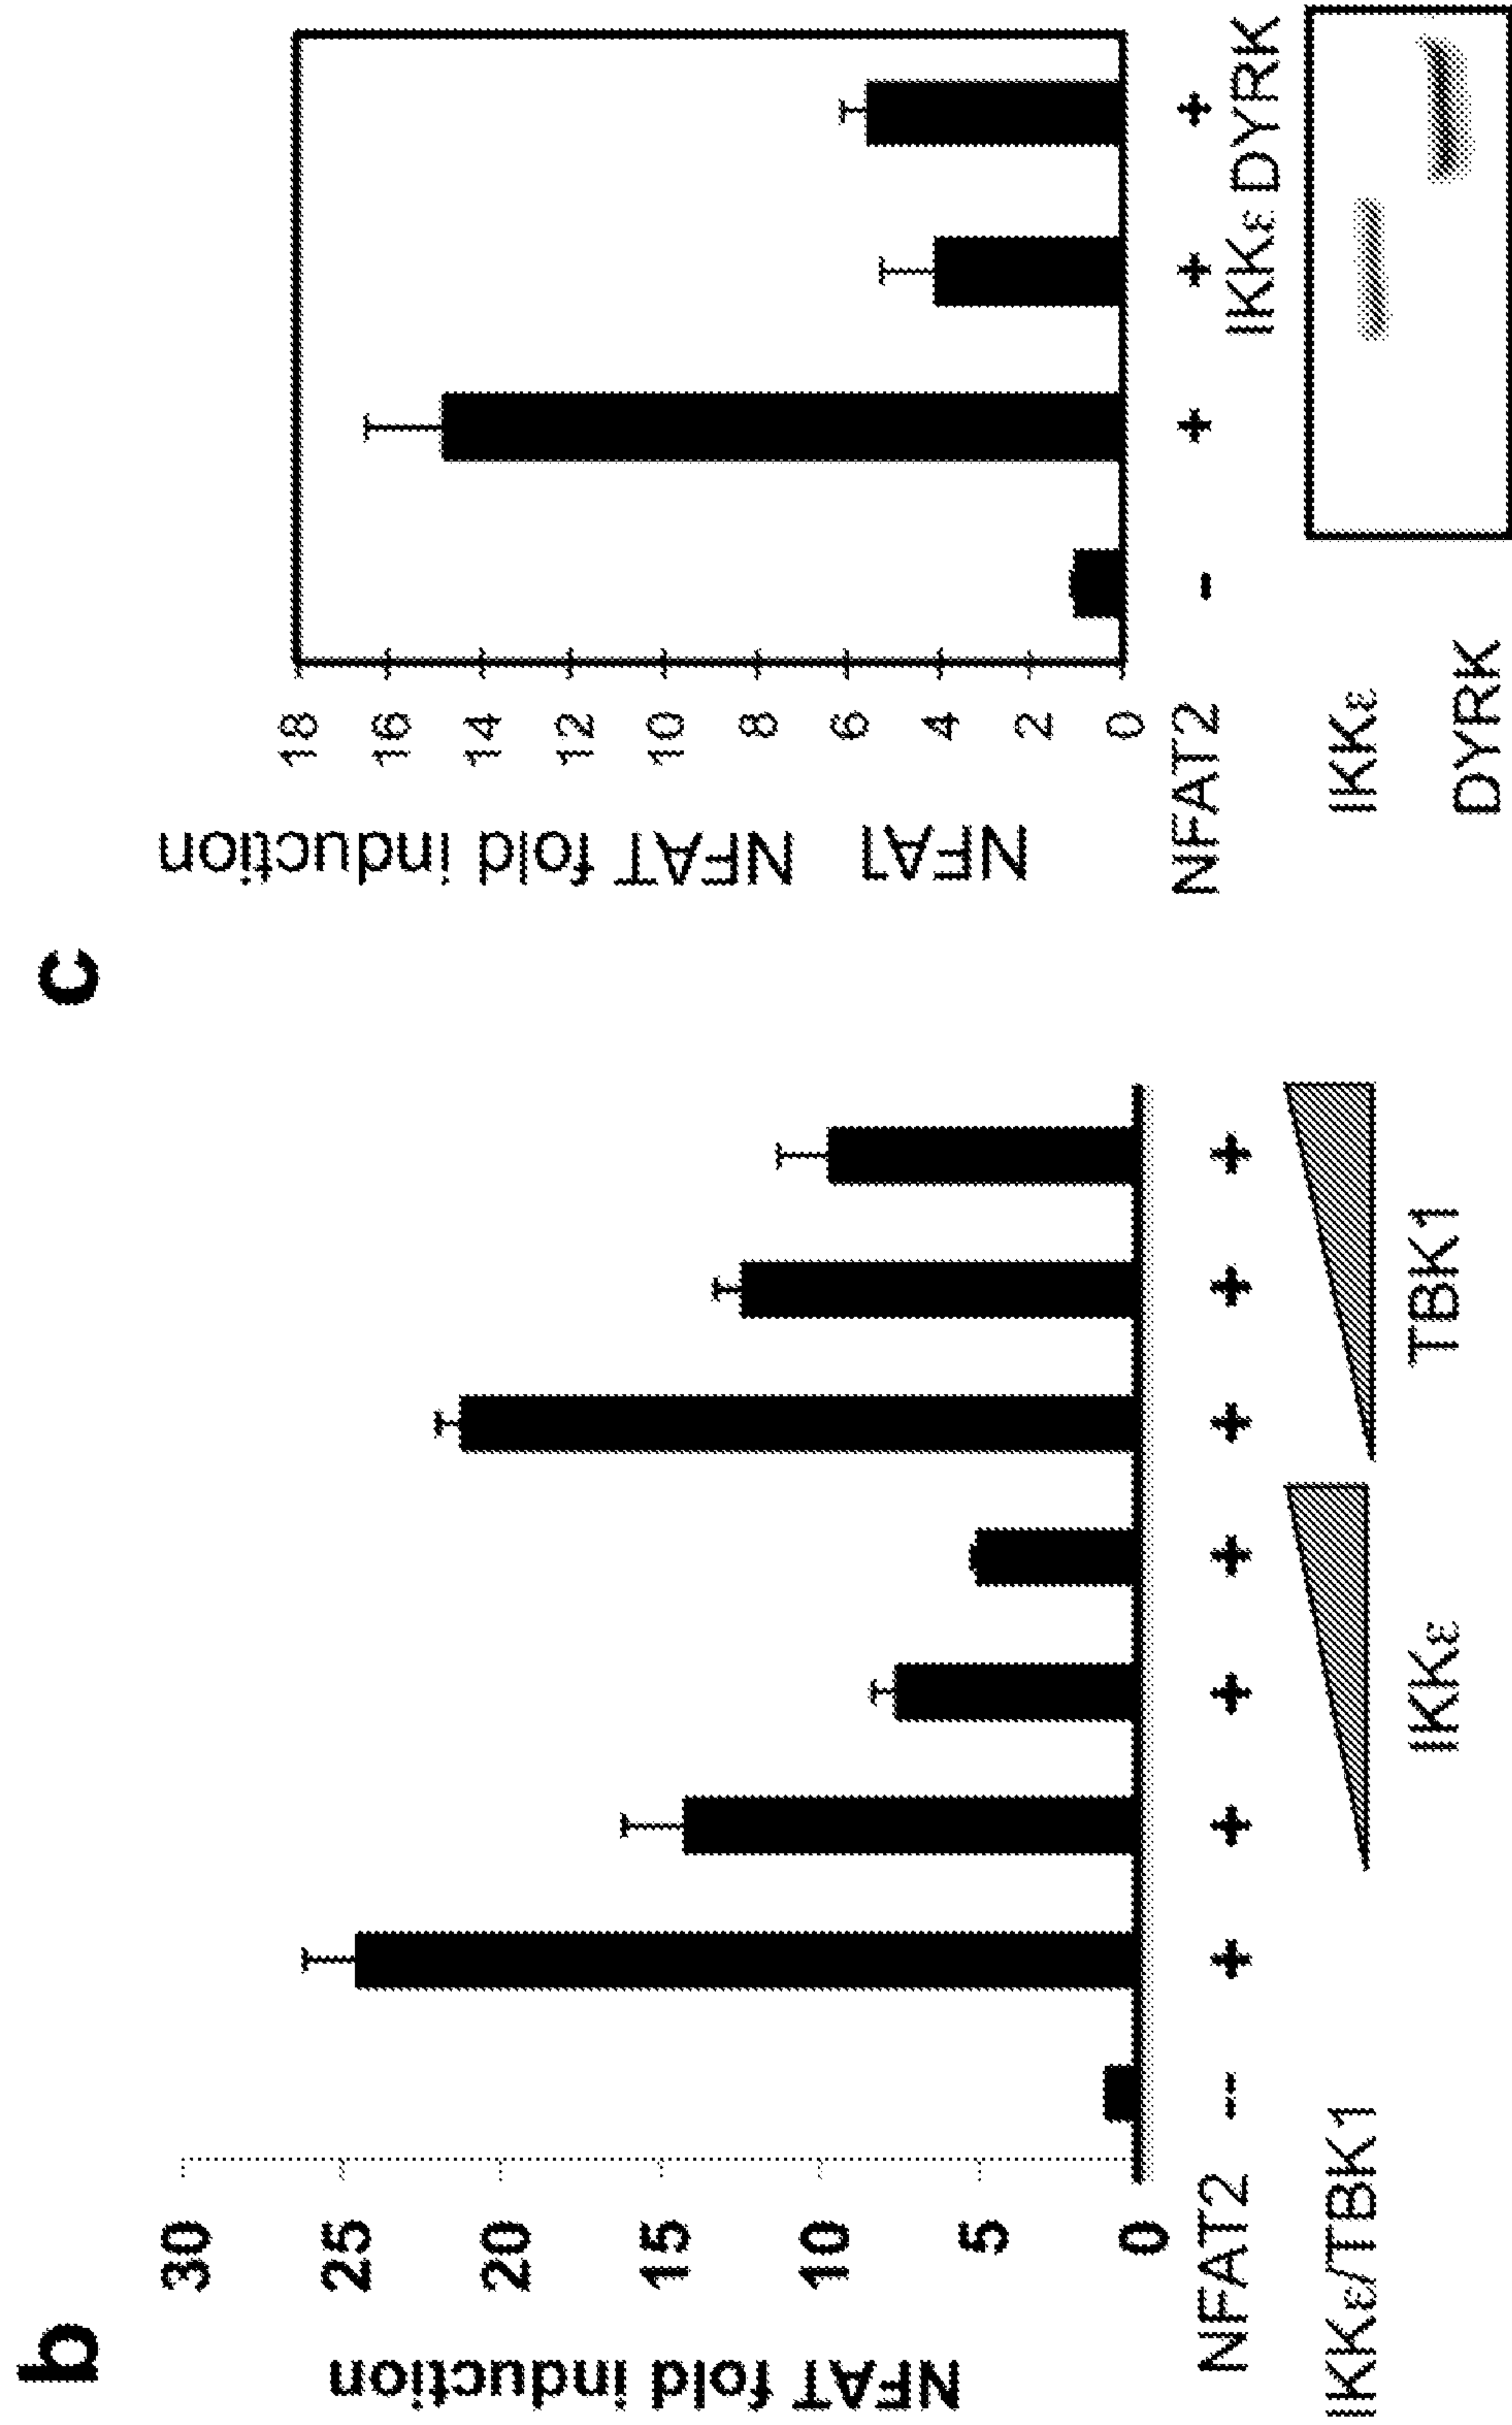 b
NFAT fold induction
30
25
20
15
10
5
0
NFAT2 -- + + + + + + +
IKKε/TBK1
IKKε TBK1
c
NFAT fold induction
NFAT
18
16
14
12
10
8
6
4
2
0
NFAT2 - + + +
IKKε DYRK
IKKε
DYRK